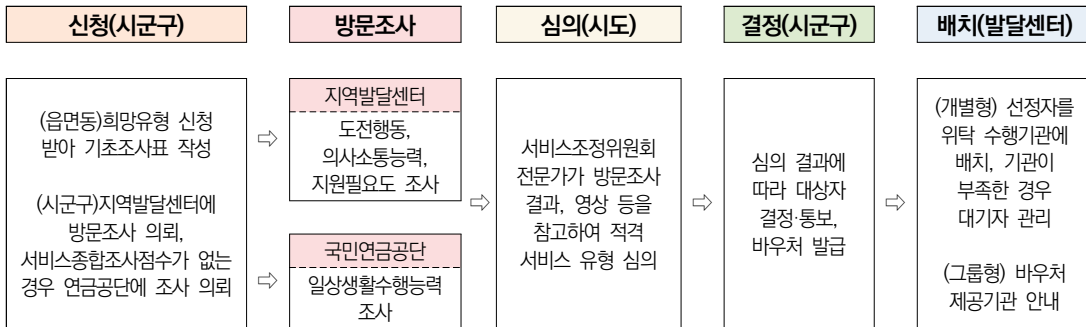 신청(시군구)
방문조사
심의(시도)
결정(시군구)
배치(발달센터)
(읍면동)희망유형 신청
받아 기초조사표 작성
(시군구)지역발달센터에
방문조사 의뢰,
서비스종합조사점수가 없는
경우 연금공단에 조사 의뢰
⇨
⇨
지역발달센터
도전행동,
의사소통능력,
지원필요도 조사
국민연금공단
일상생활수행능력
조사
⇨
서비스조정위원회
전문가가 방문조사
결과, 영상 등을
참고하여 적격
서비스 유형 심의
⇨
심의 결과에
따라 대상자
결정·통보,
바우처 발급
⇨
(개별형) 선정자를
위탁 수행기관에
배치, 기관이
부족한 경우
대기자 관리
(그룹형) 바우처
제공기관 안내